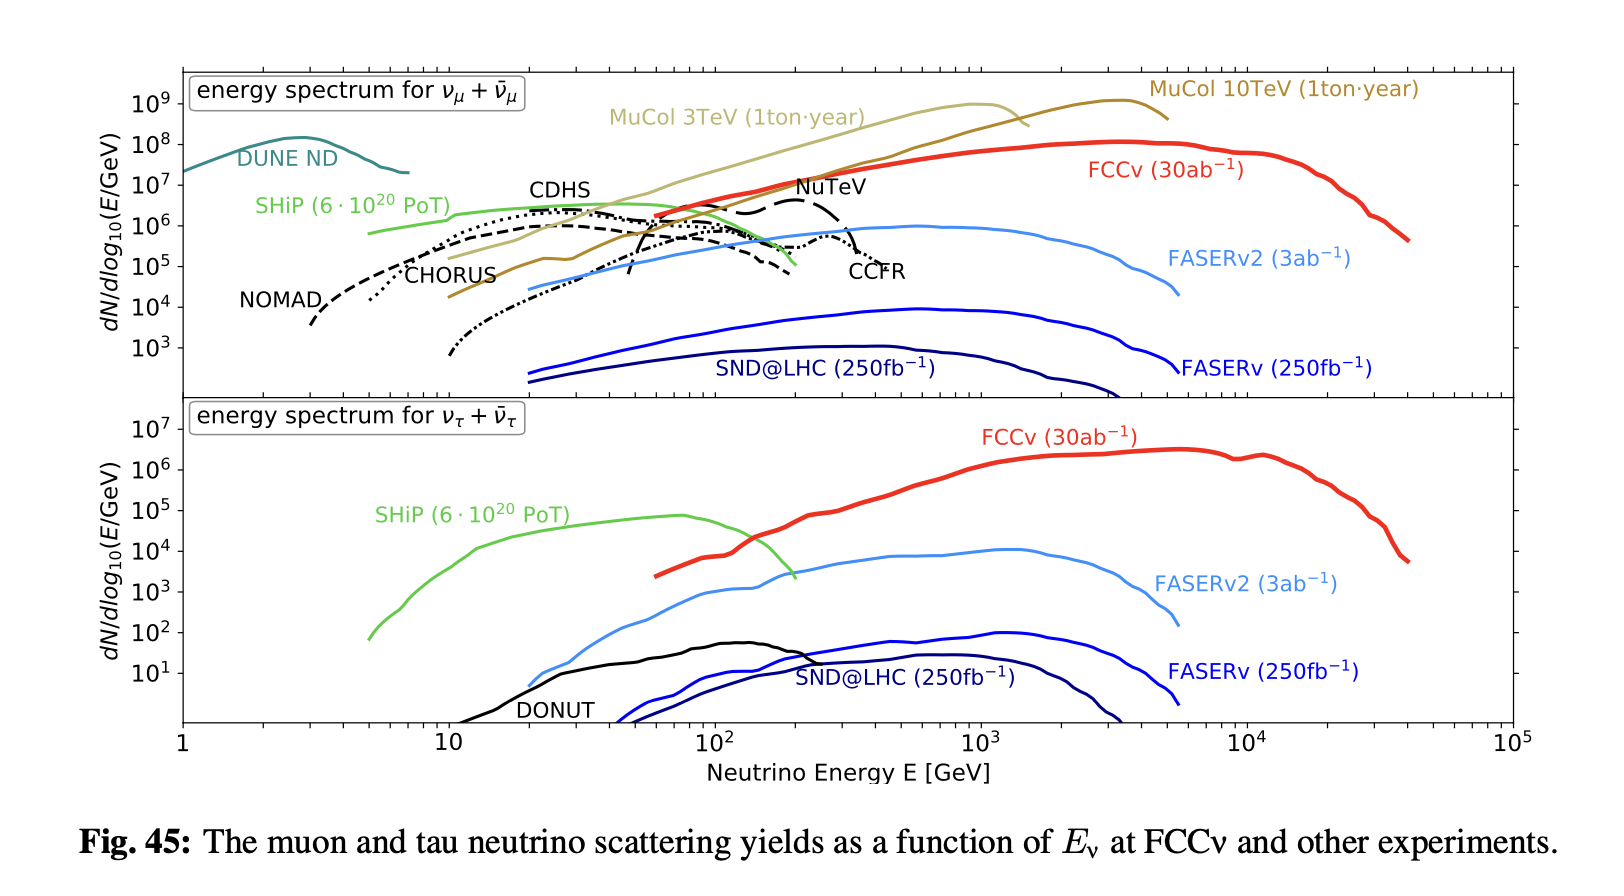 energy spectrum for νμ + ν̄μ
MuCol 10TeV (1ton·year)
MuCol 3TeV (1ton·year)
DUNE ND
FCCν (30ab⁻¹)
CDHS
NuTeV
SHiP (6 · 10²⁰ PoT)
FASERν2 (3ab⁻¹)
CHORUS
CCFR
NOMAD
FASERν (250fb⁻¹)
SND@LHC (250fb⁻¹)
10⁹
10⁸
10⁷
10⁶
10⁵
10⁴
10³
dN/dlog₁₀(E/GeV)
energy spectrum for ντ + ν̄τ
FCCν (30ab⁻¹)
SHiP (6 · 10²⁰ PoT)
FASERν2 (3ab⁻¹)
FASERν (250fb⁻¹)
SND@LHC (250fb⁻¹)
DONUT
10⁷
10⁶
10⁵
10⁴
10³
10²
10¹
dN/dlog₁₀(E/GeV)
1 10 10² 10³ 10⁴ 10⁵
Neutrino Energy E [GeV]
Fig. 45: The muon and tau neutrino scattering yields as a function of Eν at FCCν and other experiments.